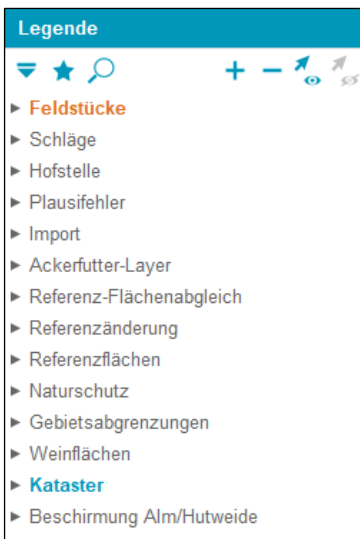 Legende
Feldstücke
Schläge
Hofstelle
Plausifehler
Import
Ackerfutter-Layer
Referenz-Flächenabgleich
Referenzänderung
Referenzflächen
Naturschutz
Gebietsabgrenzungen
Weinflächen
Kataster
Beschirmung Alm/Hutweide